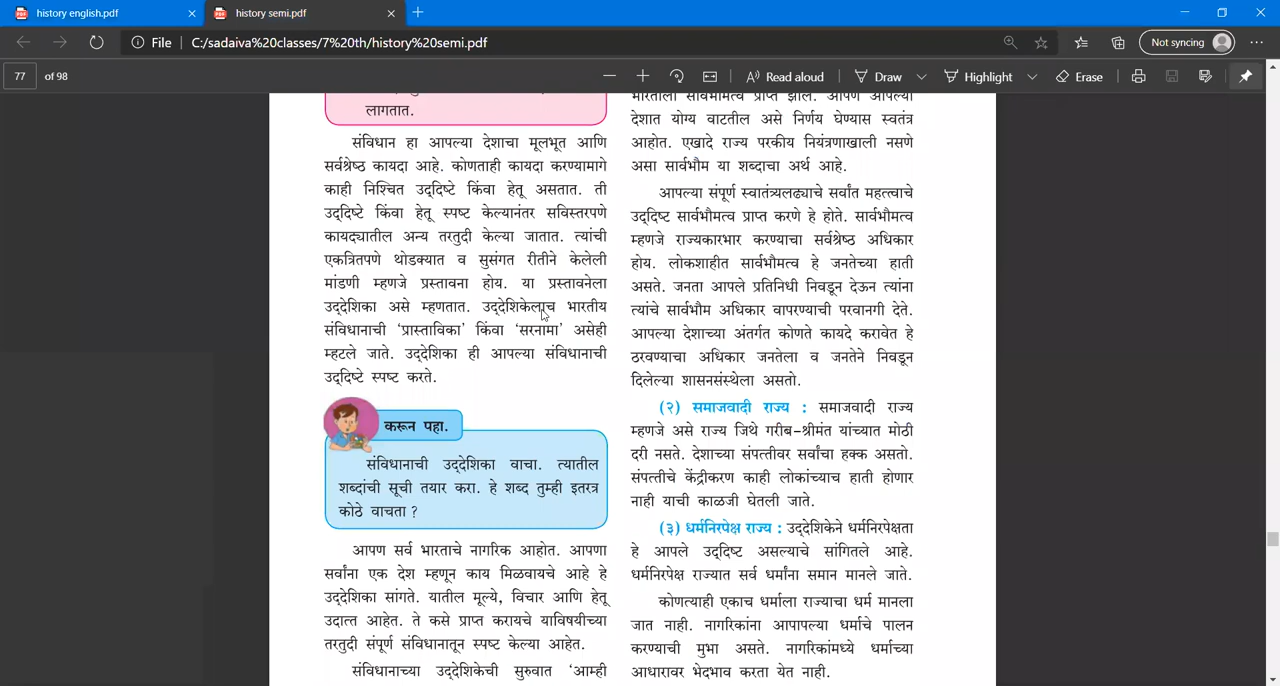 history english.pdf
history semi.pdf
File
C:/sadaiva%20classes/7%20th/history%20semi.pdf
Not syncing
77
of 98
Read aloud
Draw
Highlight
Erase
लागतात.
संविधान हा आपल्या देशाचा मूलभूत आणि
सर्वश्रेष्ठ कायदा आहे. कोणताही कायदा करण्यामागे
काही निश्चित उद्‌दिष्टे किंवा हेतू असतात. ती
उद्‌दिष्टे किंवा हेतू स्पष्ट केल्यानंतर सविस्तरपणे
कायद्यातील अन्य तरतुदी केल्या जातात. त्यांची
एकत्रितपणे थोडक्यात व सुसंगत रीतीने केलेली
मांडणी म्हणजे प्रस्तावना होय. या प्रस्तावनेला
उद्‌देशिका असे म्हणतात. उद्‌देशिकेलाच भारतीय
संविधानाची ‘प्रास्ताविका’ किंवा ‘सरनामा’ असेही
म्हटले जाते. उद्‌देशिका ही आपल्या संविधानाची
उद्‌दिष्टे स्पष्ट करते.
करून पहा.
संविधानाची उद्‌देशिका वाचा. त्यातील
शब्दांची सूची तयार करा. हे शब्द तुम्ही इतरत्र
कोठे वाचता ?
आपण सर्व भारताचे नागरिक आहोत. आपणा
सर्वांना एक देश म्हणून काय मिळवायचे आहे हे
उद्‌देशिका सांगते. यातील मूल्ये, विचार आणि हेतू
उदात्त आहेत. ते कसे प्राप्त करायचे याविषयीच्या
तरतुदी संपूर्ण संविधानातून स्पष्ट केल्या आहेत.
संविधानाच्या उद्‌देशिकेची सुरुवात ‘आम्ही
भारताला सार्वभौमत्व प्राप्त झाले. आपण आपल्या
देशात योग्य वाटतील असे निर्णय घेण्यास स्वतंत्र
आहोत. एखादे राज्य परकीय नियंत्रणाखाली नसणे
असा सार्वभौम या शब्दाचा अर्थ आहे.
आपल्या संपूर्ण स्वातंत्र्यलढ्याचे सर्वांत महत्त्वाचे
उद्‌दिष्ट सार्वभौमत्व प्राप्त करणे हे होते. सार्वभौमत्व
म्हणजे राज्यकारभार करण्याचा सर्वश्रेष्ठ अधिकार
होय. लोकशाहीत सार्वभौमत्व हे जनतेच्या हाती
असते. जनता आपले प्रतिनिधी निवडून देऊन त्यांना
त्यांचे सार्वभौम अधिकार वापरण्याची परवानगी देते.
आपल्या देशाच्या अंतर्गत कोणते कायदे करावेत हे
ठरवण्याचा अधिकार जनतेला व जनतेने निवडून
दिलेल्या शासनसंस्थेला असतो.
(२) समाजवादी राज्य : समाजवादी राज्य
म्हणजे असे राज्य जिथे गरीब-श्रीमंत यांच्यात मोठी
दरी नसते. देशाच्या संपत्तीवर सर्वांचा हक्क असतो.
संपत्तीचे केंद्रीकरण काही लोकांच्याच हाती होणार
नाही याची काळजी घेतली जाते.
(३) धर्मनिरपेक्ष राज्य : उद्‌देशिकेने धर्मनिरपेक्षता
हे आपले उद्‌दिष्ट असल्याचे सांगितले आहे.
धर्मनिरपेक्ष राज्यात सर्व धर्मांना समान मानले जाते.
कोणत्याही एकाच धर्माला राज्याचा धर्म मानला
जात नाही. नागरिकांना आपापल्या धर्माचे पालन
करण्याची मुभा असते. नागरिकांमध्ये धर्माच्या
आधारावर भेदभाव करता येत नाही.